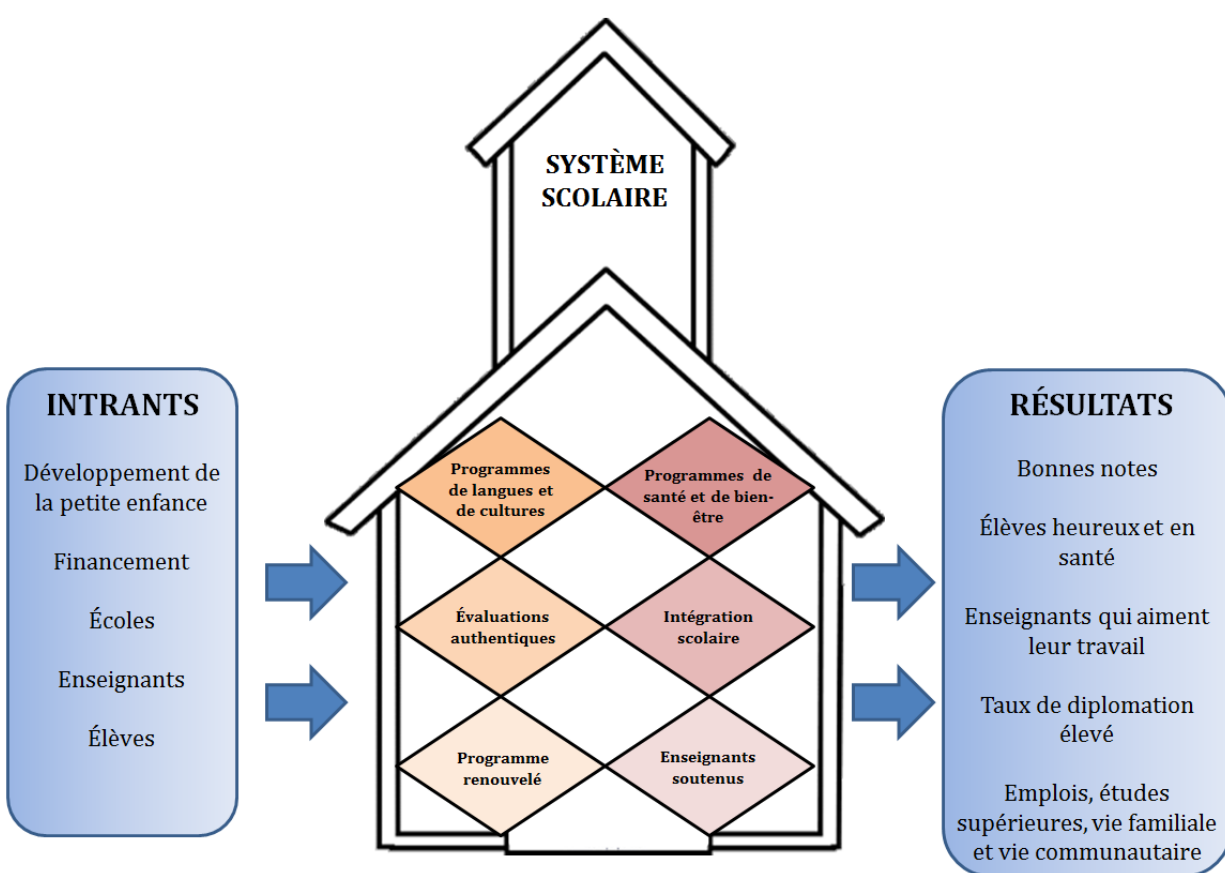 SYSTÈME
SCOLAIRE
INTRANTS
Développement de
la petite enfance
Financement
Écoles
Enseignants
Élèves
Programmes
de langues et
de cultures
Programmes de
santé et de bien-
être
Évaluations
authentiques
Intégration
scolaire
Programme
renouvelé
Enseignants
soutenus
RÉSULTATS
Bonnes notes
Élèves heureux et en
santé
Enseignants qui aiment
leur travail
Taux de diplomation
élevé
Emplois, études
supérieures, vie familiale
et vie communautaire